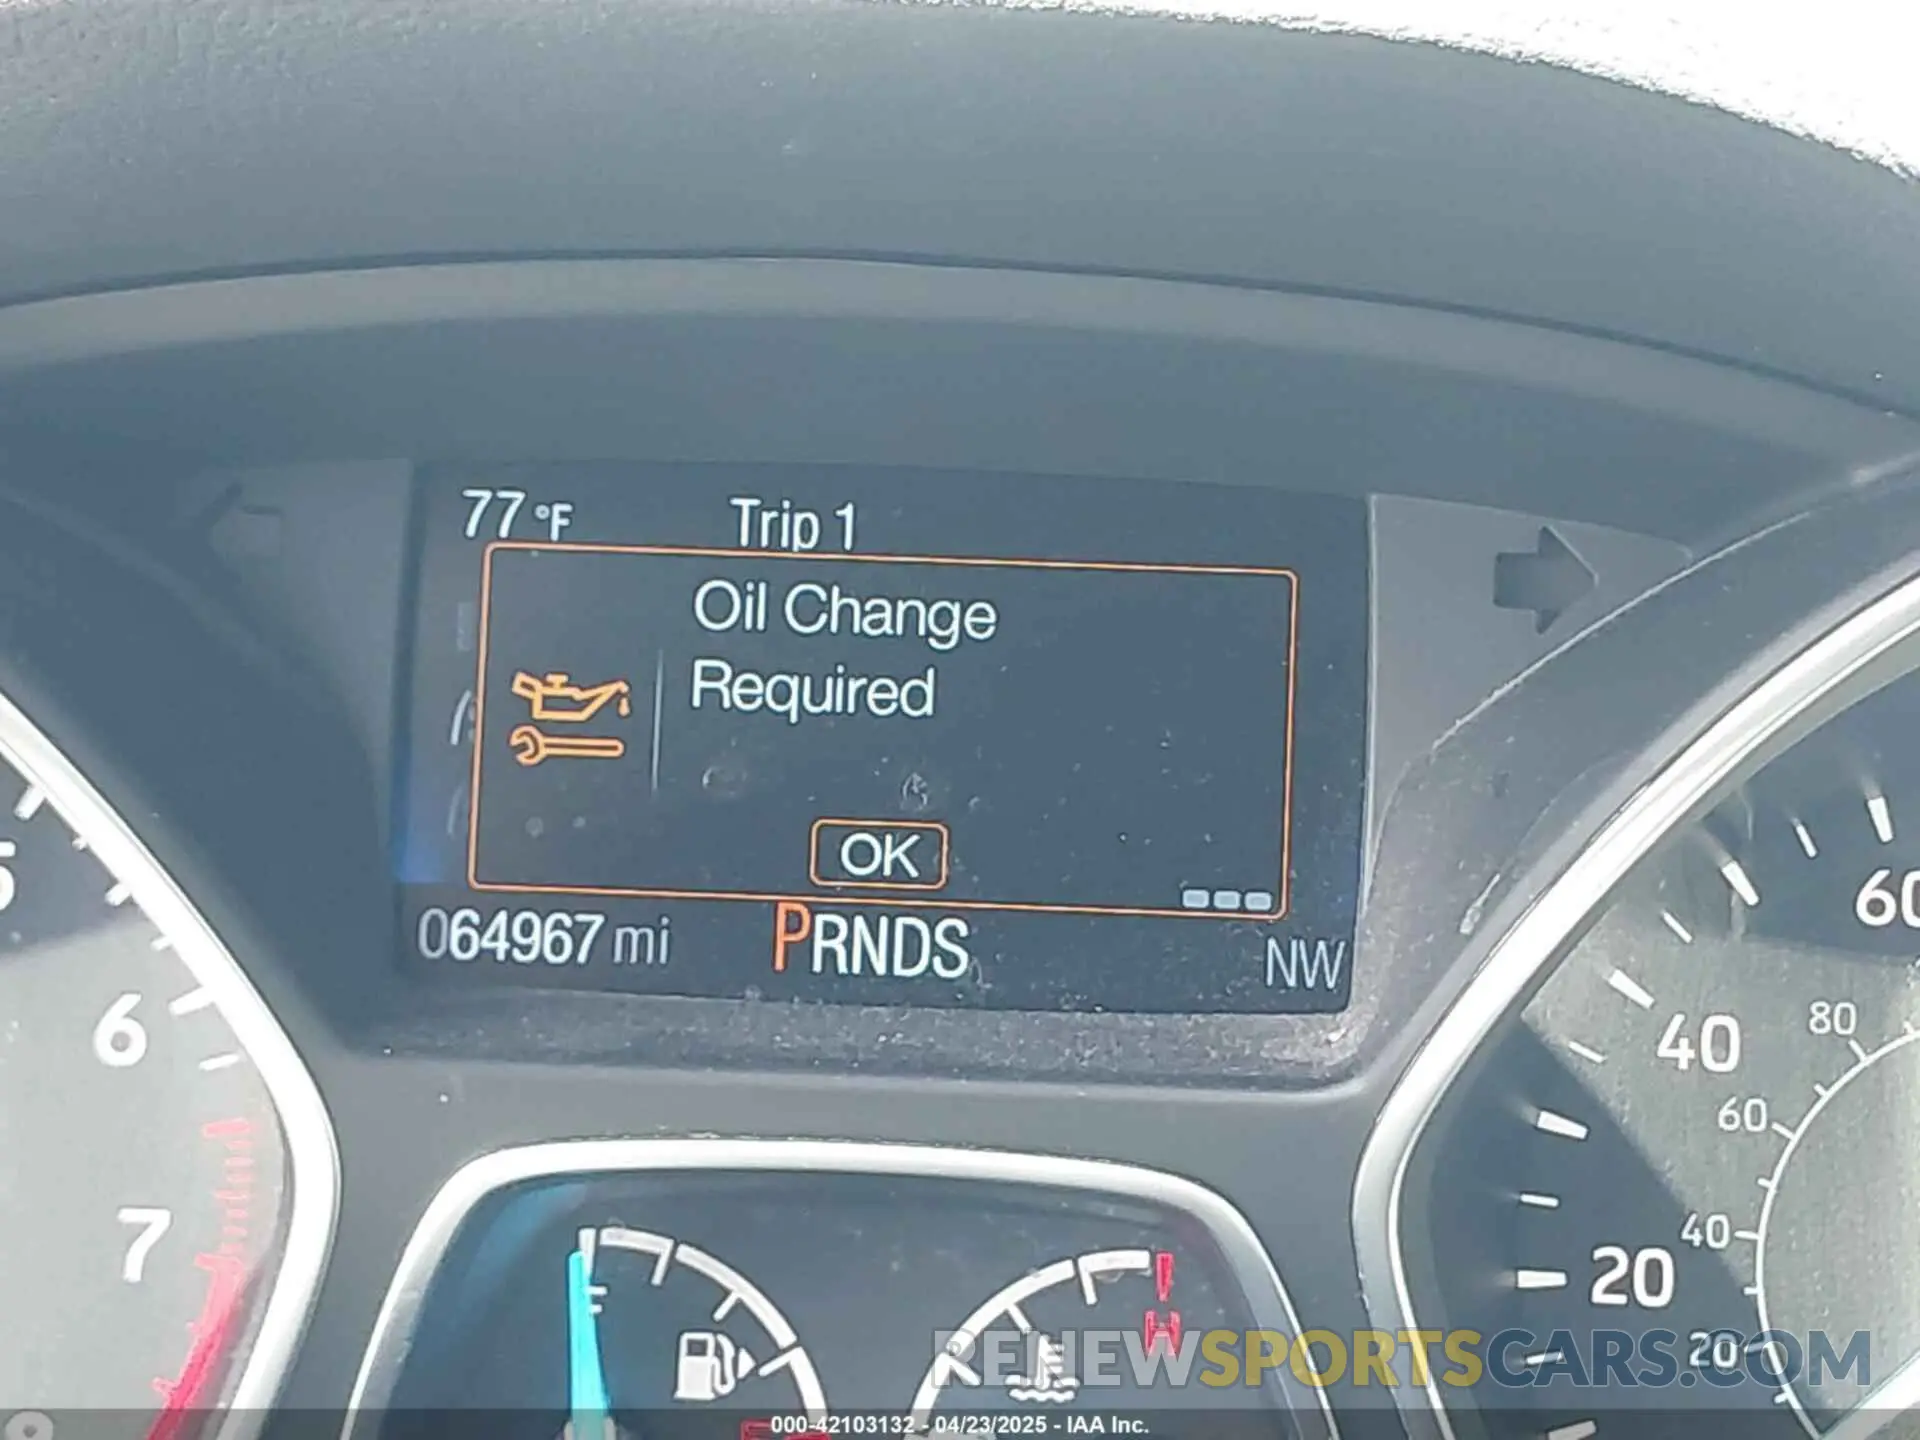 77 °F
Trip 1
Oil Change
Required
OK
064967 mi
PRNDS
NW
5
6
7
8
F
H
60
40
20
80
60
40
20
RENEWSPORTSCARS.COM
000-42103132 - 04/23/2025 - IAA Inc.